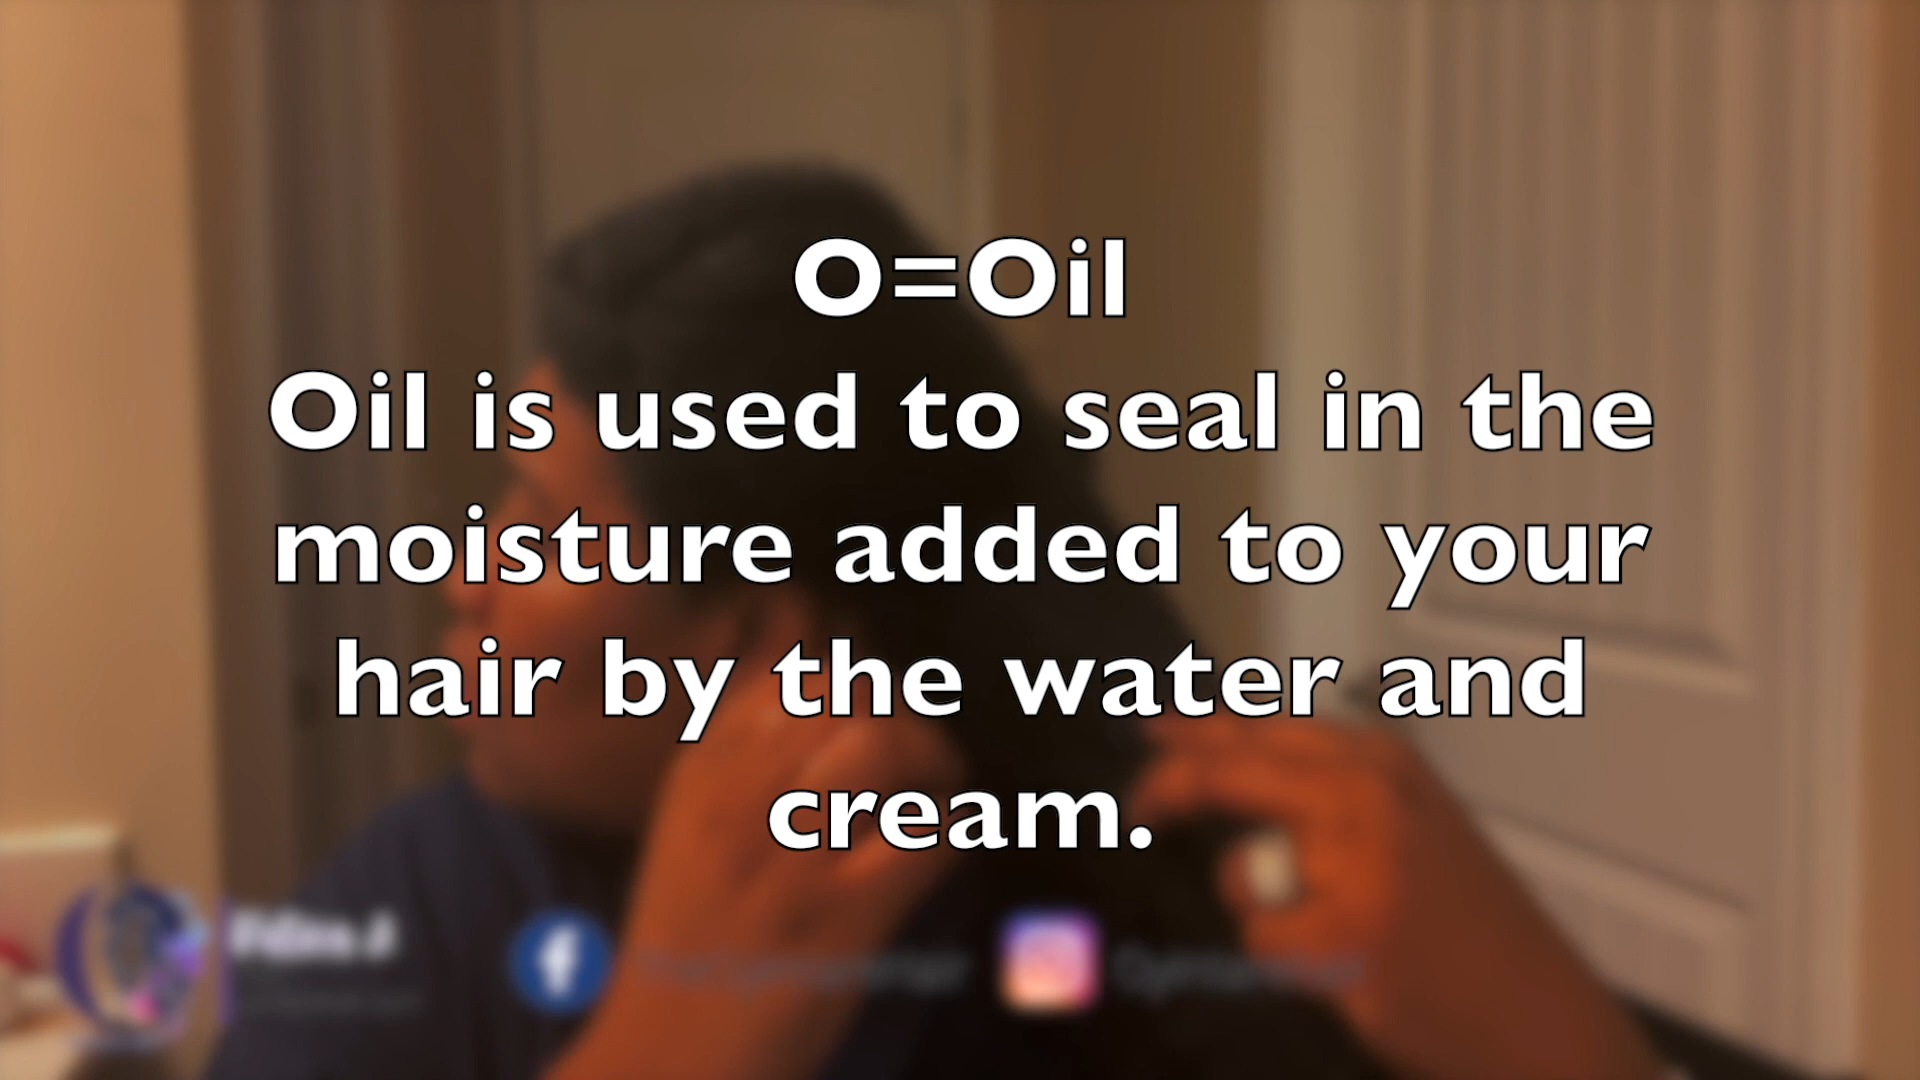 O=Oil
Oil is used to seal in the
moisture added to your
hair by the water and
cream.